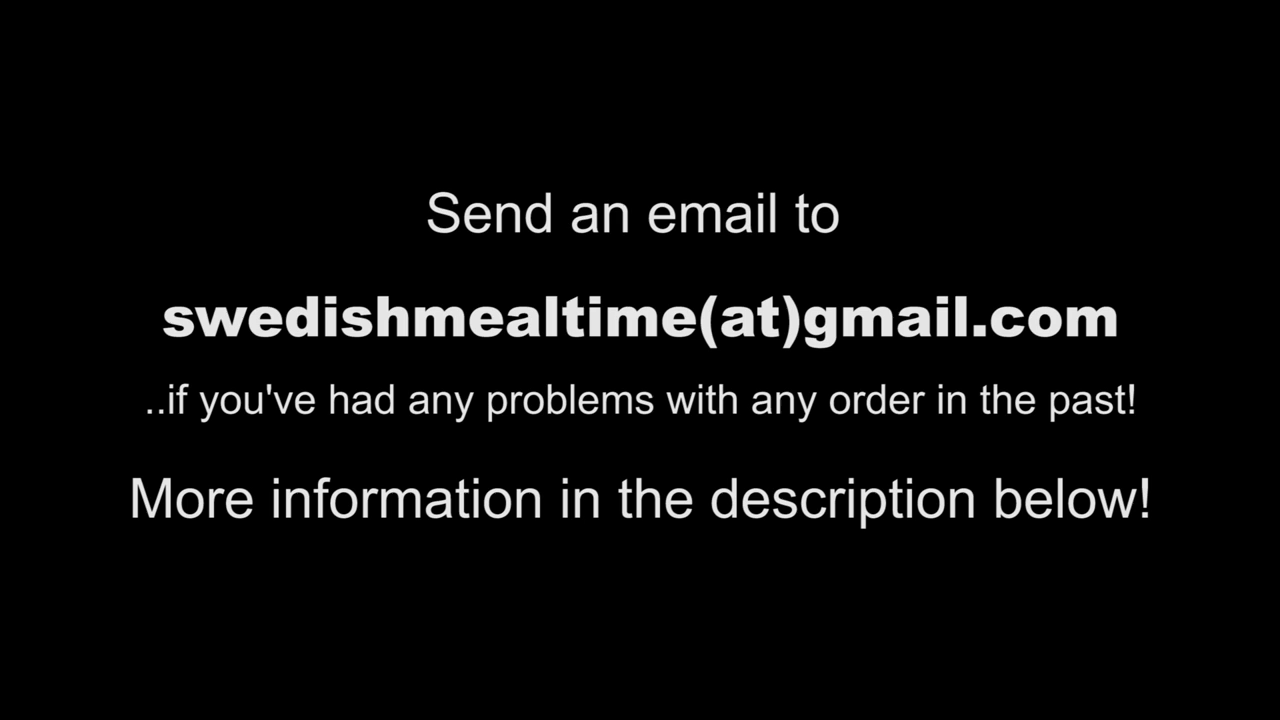 Send an email to
swedishmealtime(at)gmail.com
..if you've had any problems with any order in the past!
More information in the description below!